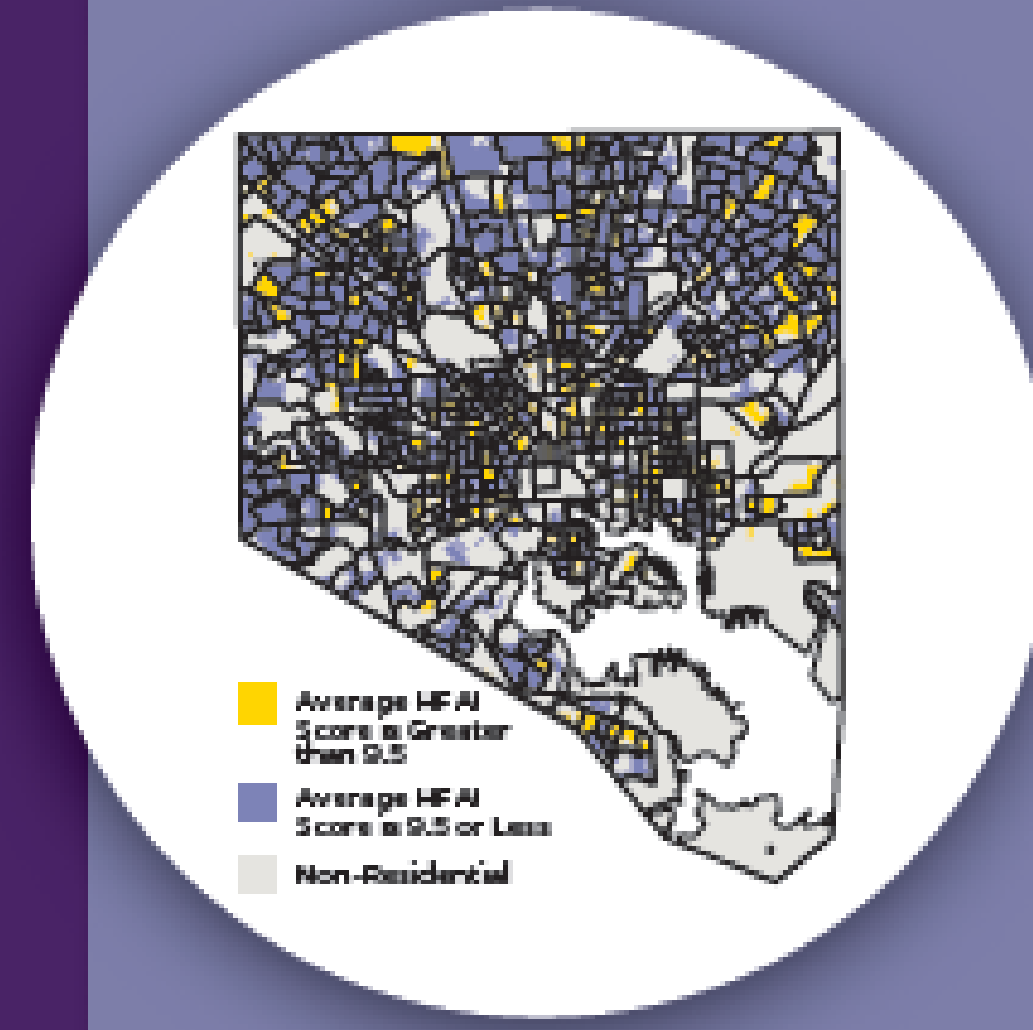 Average HFAI
Score is Greater
than 9.5
Average HFAI
Score is 9.5 or Less
Non-Residential